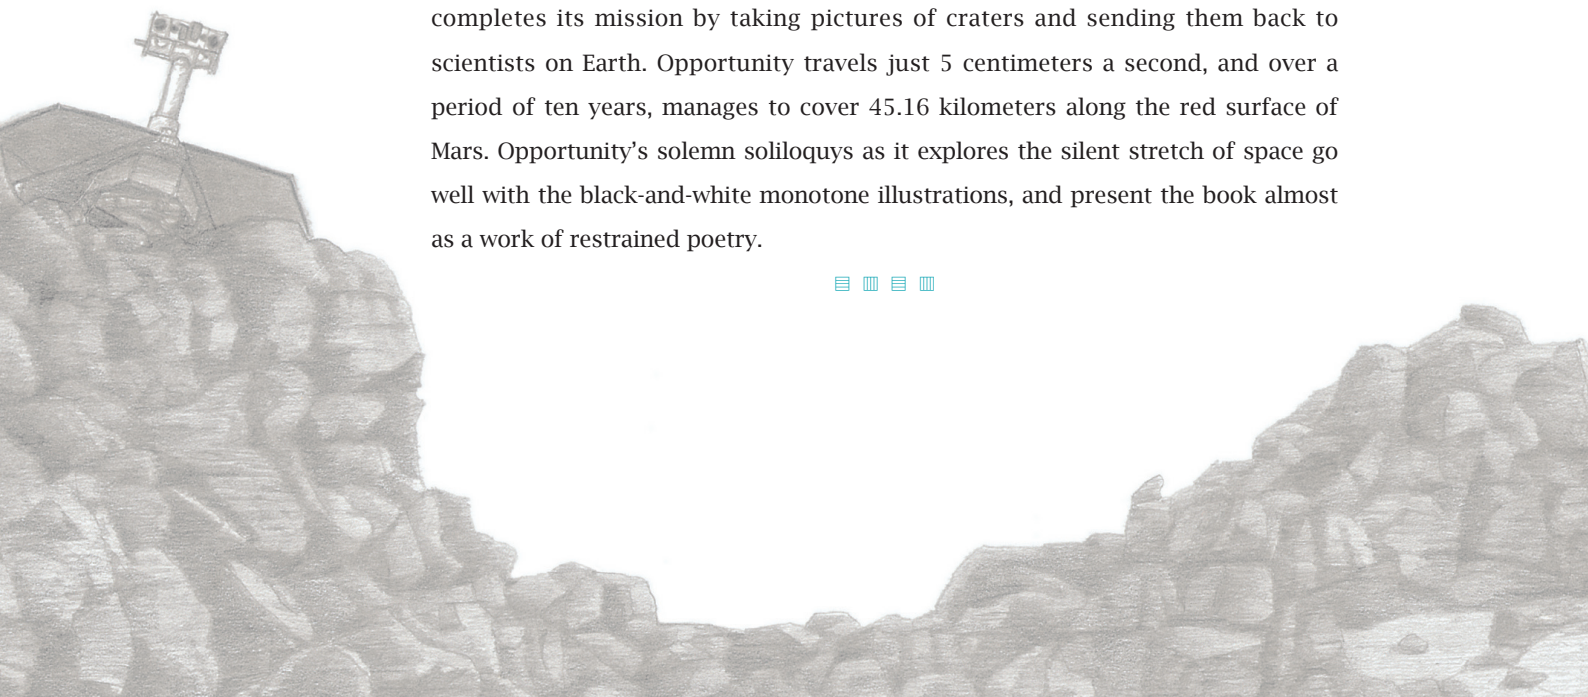 completes its mission by taking pictures of craters and sending them back to
scientists on Earth. Opportunity travels just 5 centimeters a second, and over a
period of ten years, manages to cover 45.16 kilometers along the red surface of
Mars. Opportunity’s solemn soliloquys as it explores the silent stretch of space go
well with the black-and-white monotone illustrations, and present the book almost
as a work of restrained poetry.